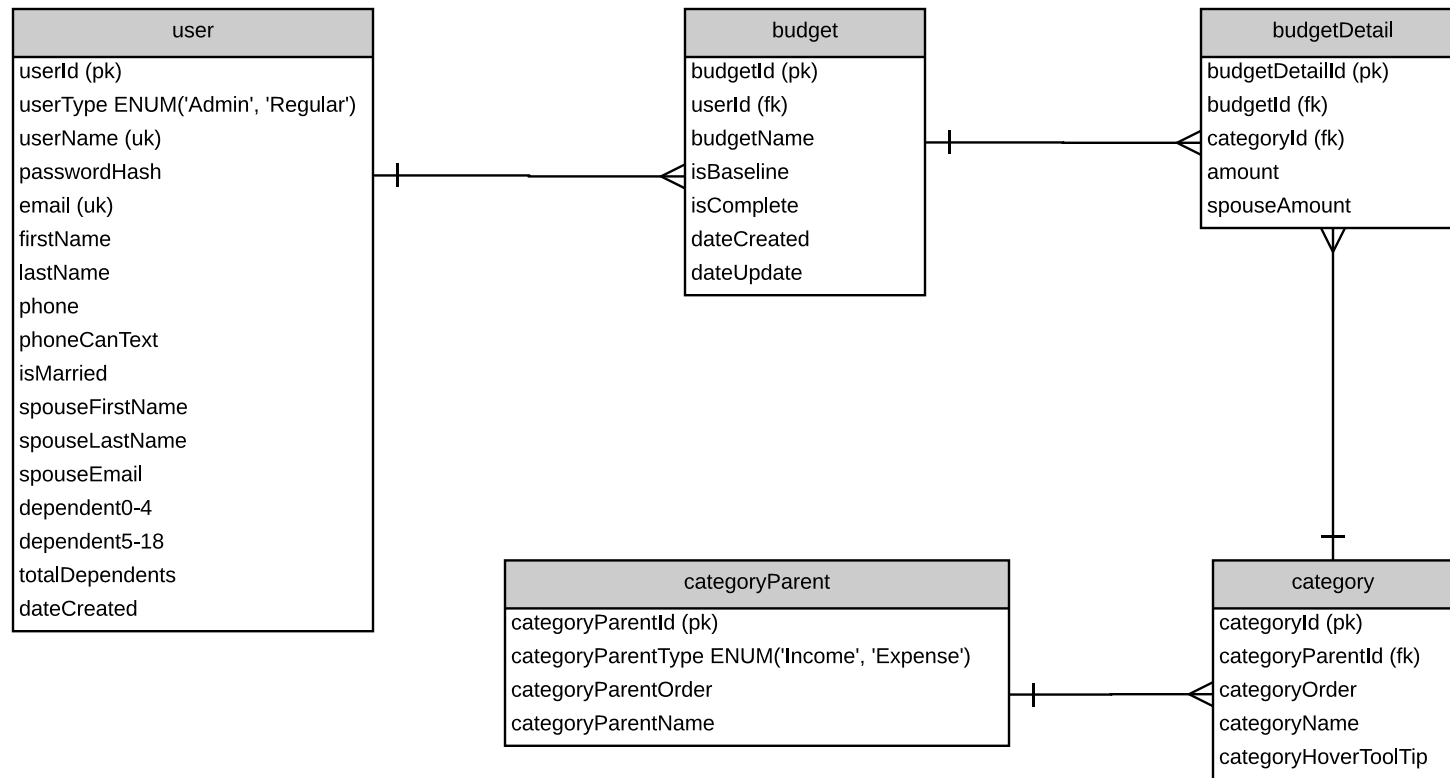 user
userId (pk)
userType ENUM('Admin', 'Regular')
userName (uk)
passwordHash
email (uk)
firstName
lastName
phone
phoneCanText
isMarried
spouseFirstName
spouseLastName
spouseEmail
dependent0-4
dependent5-18
totalDependents
dateCreated
budget
budgetId (pk)
userId (fk)
budgetName
isBaseline
isComplete
dateCreated
dateUpdate
budgetDetail
budgetDetailId (pk)
budgetId (fk)
categoryId (fk)
amount
spouseAmount
categoryParent
categoryParentId (pk)
categoryParentType ENUM('Income', 'Expense')
categoryParentOrder
categoryParentName
category
categoryId (pk)
categoryParentId (fk)
categoryOrder
categoryName
categoryHoverToolTip